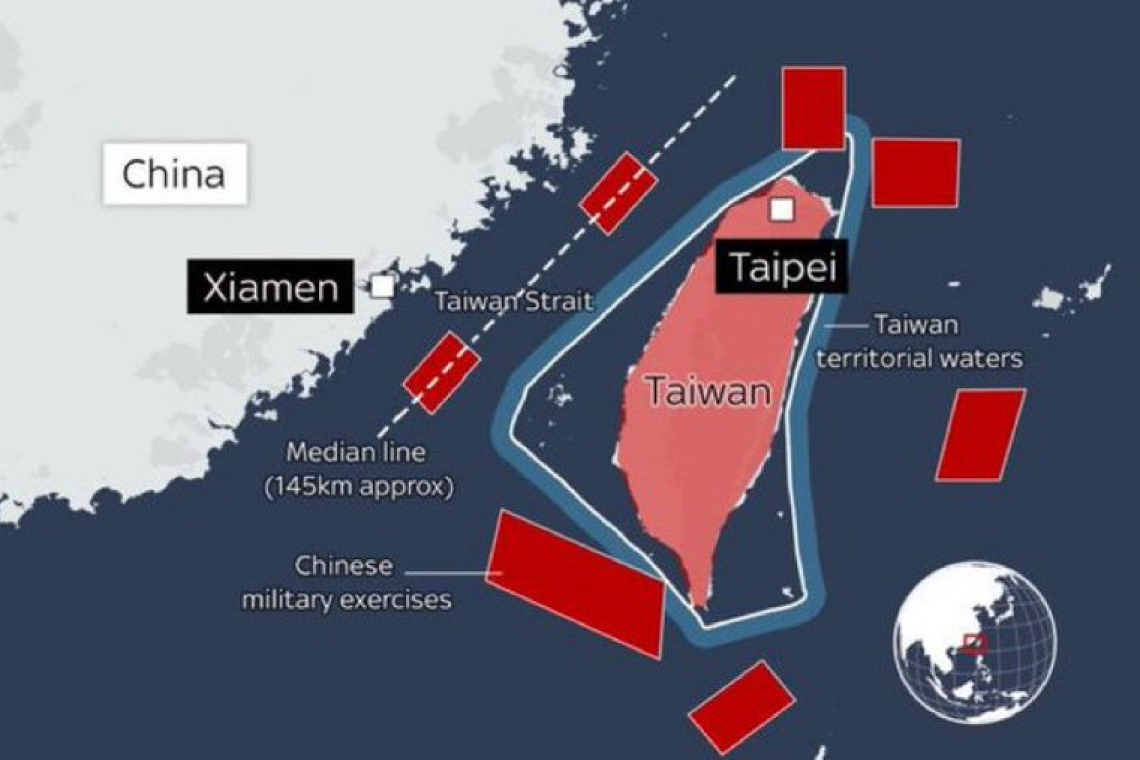 China
Xiamen
Taiwan Strait
Taipei
Taiwan
territorial waters
Taiwan
Median line
(145km approx)
Chinese
military exercises